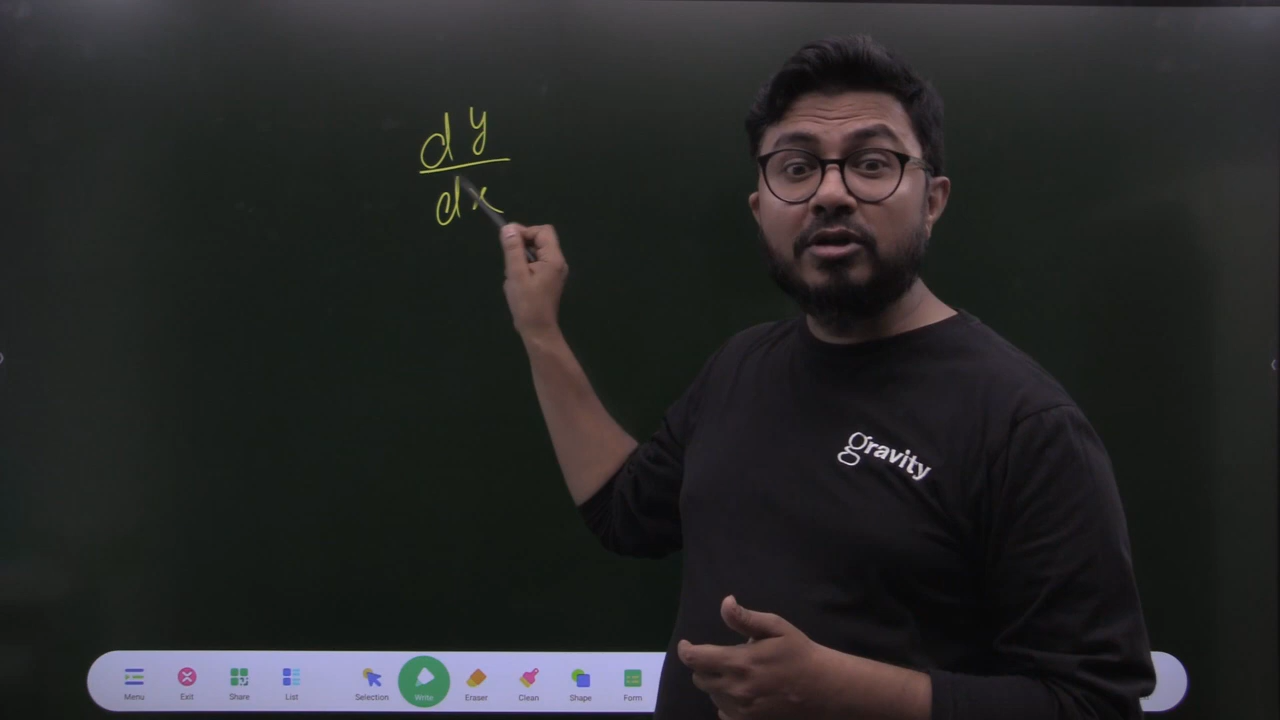 dy
dx
gravity
Menu
Exit
Share
List
Selection
Write
Eraser
Clean
Shape
Form